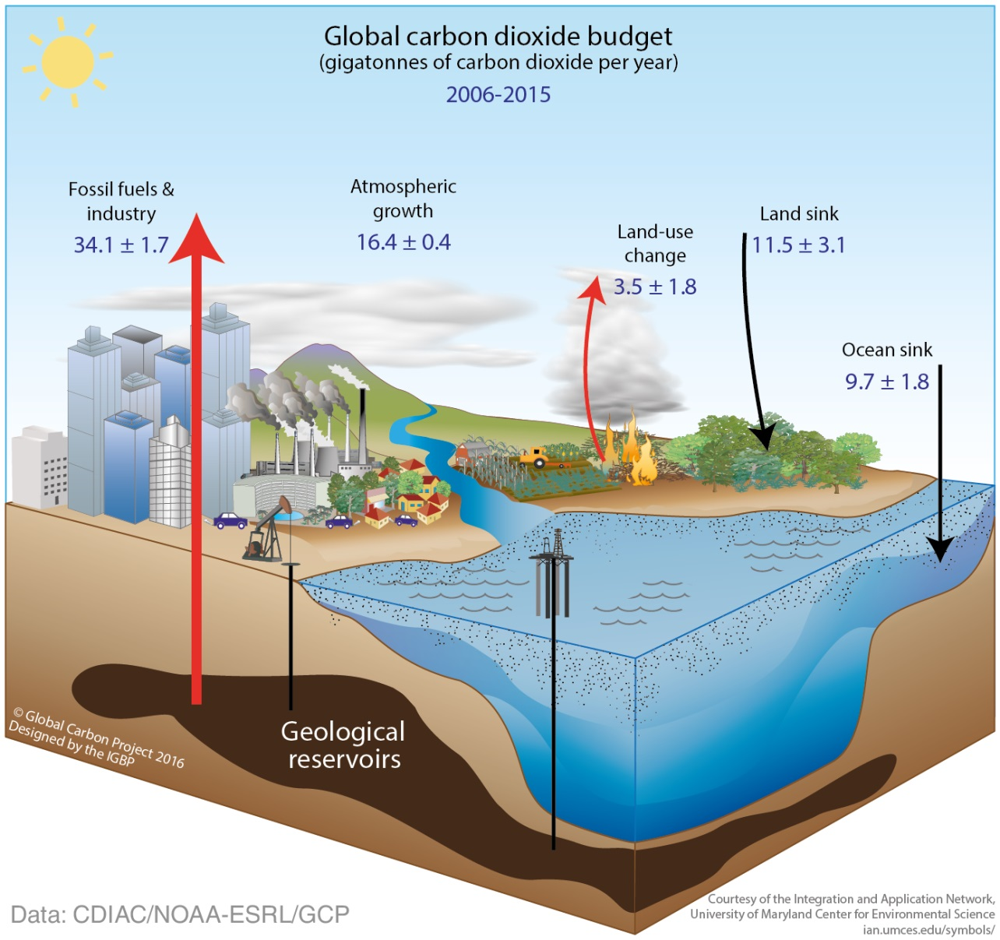 Global carbon dioxide budget
(gigatonnes of carbon dioxide per year)
2006-2015
Fossil fuels &
industry
34.1 ± 1.7
Atmospheric
growth
16.4 ± 0.4
Land-use
change
3.5 ± 1.8
Land sink
11.5 ± 3.1
Ocean sink
9.7 ± 1.8
Geological
reservoirs
© Global Carbon Project 2016
Designed by the IGBP
Data: CDIAC/NOAA-ESRL/GCP
Courtesy of the Integration and Application Network,
University of Maryland Center for Environmental Science
ian.umces.edu/symbols/